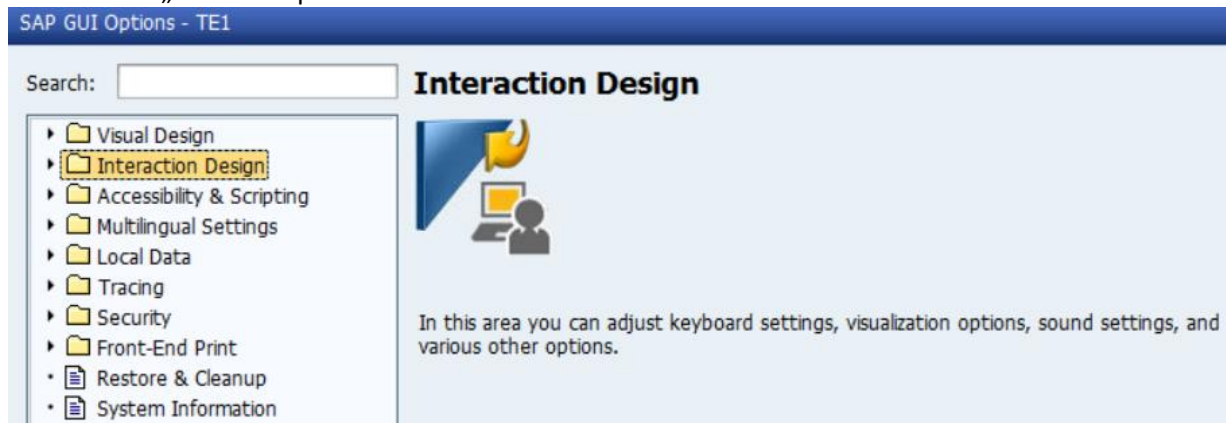 SAP GUI Options - TE1
Search:
Interaction Design
Visual Design
Interaction Design
Accessibility & Scripting
Multilingual Settings
Local Data
Tracing
Security
Front-End Print
Restore & Cleanup
System Information
In this area you can adjust keyboard settings, visualization options, sound settings, and
various other options.